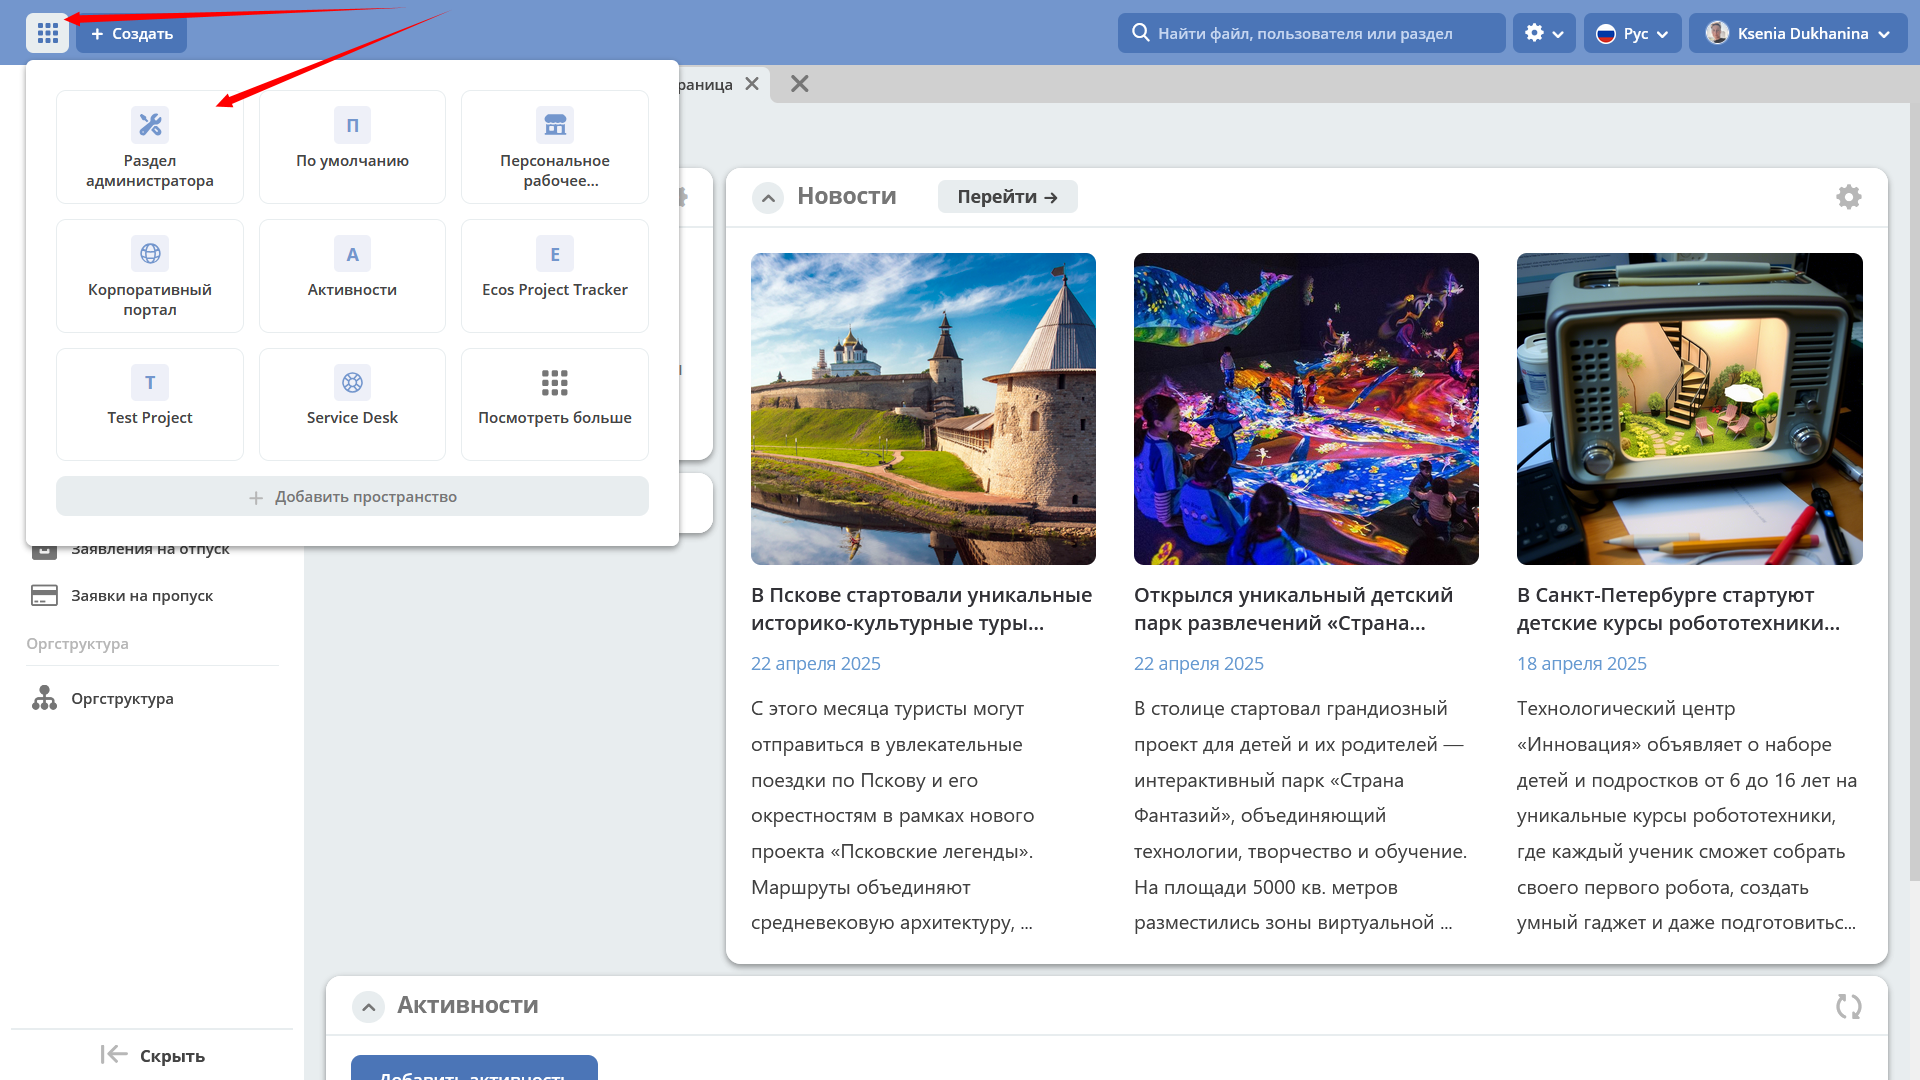 + Создать
Найти файл, пользователя или раздел
Рус
Ksenia Dukhanina
Раздел
администратора
П
По умолчанию
Персональное
рабочее...
Корпоративный
портал
А
Активности
E
Ecos Project Tracker
T
Test Project
Service Desk
Посмотреть больше
+ Добавить пространство
Заявления на отпуск
Заявки на пропуск
Оргструктура
Оргструктура
Скрыть
Новости
Перейти →
В Пскове стартовали уникальные
историко-культурные туры...
22 апреля 2025
С этого месяца туристы могут
отправиться в увлекательные
поездки по Пскову и его
окрестностям в рамках нового
проекта «Псковские легенды».
Маршруты объединяют
средневековую архитектуру, ...
Открылся уникальный детский
парк развлечений «Страна...
22 апреля 2025
В столице стартовал грандиозный
проект для детей и их родителей —
интерактивный парк «Страна
Фантазий», объединяющий
технологии, творчество и обучение.
На площади 5000 кв. метров
разместились зоны виртуальной ...
В Санкт-Петербурге стартуют
детские курсы робототехники...
18 апреля 2025
Технологический центр
«Инновация» объявляет о наборе
детей и подростков от 6 до 16 лет на
уникальные курсы робототехники,
где каждый ученик сможет собрать
своего первого робота, создать
умный гаджет и даже подготовитьс...
Активности
Добавить активность